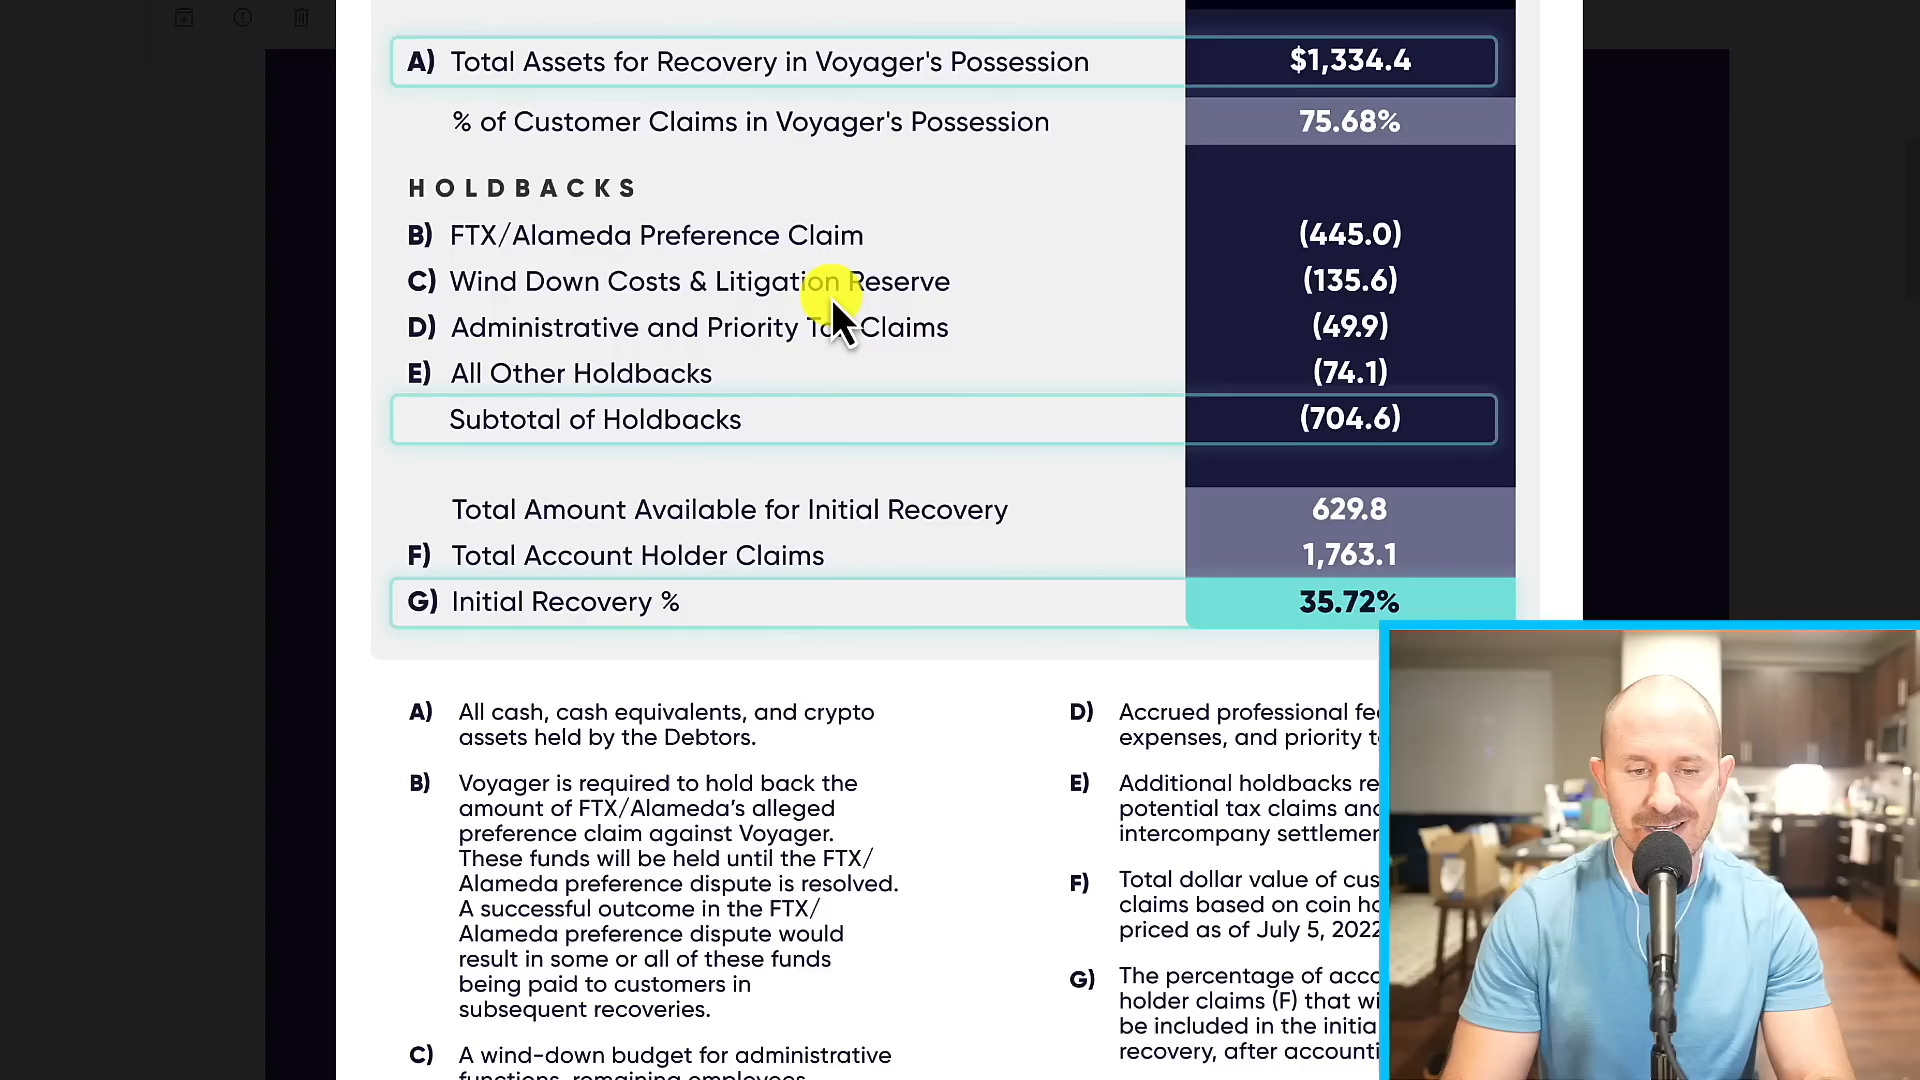 A) Total Assets for Recovery in Voyager's Possession $1,334.4
% of Customer Claims in Voyager's Possession 75.68%
HOLDBACKS
B) FTX/Alameda Preference Claim (445.0)
C) Wind Down Costs & Litigation Reserve (135.6)
D) Administrative and Priority Claims (49.9)
E) All Other Holdbacks (74.1)
Subtotal of Holdbacks (704.6)
Total Amount Available for Initial Recovery 629.8
F) Total Account Holder Claims 1,763.1
G) Initial Recovery % 35.72%
A) All cash, cash equivalents, and crypto
assets held by the Debtors.
B) Voyager is required to hold back the
amount of FTX/Alameda's alleged
preference claim against Voyager.
These funds will be held until the FTX/
Alameda preference dispute is resolved.
A successful outcome in the FTX/
Alameda preference dispute would
result in some or all of these funds
being paid to customers in
subsequent recoveries.
C) A wind-down budget for administrative
functions, remaining employees
D) Accrued professional
expenses, and priority
E) Additional holdbacks
potential tax claims
intercompany
F) Total dollar value of
claims based on coin
priced as of July 5, 2022
G) The percentage of
holder claims (F) that
be included in the
recovery, after